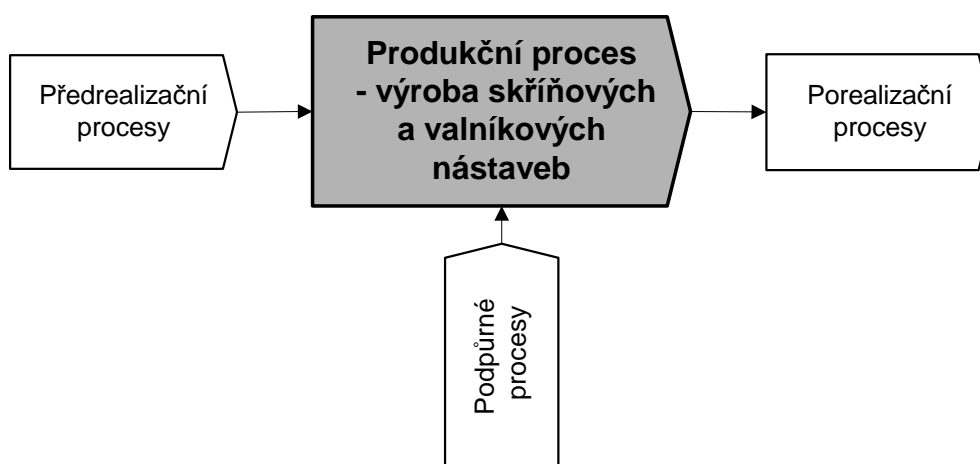 Předrealizační
procesy
Produkční proces
- výroba skříňových
a valníkových
nástaveb
Porealizační
procesy
Podpůrné
procesy